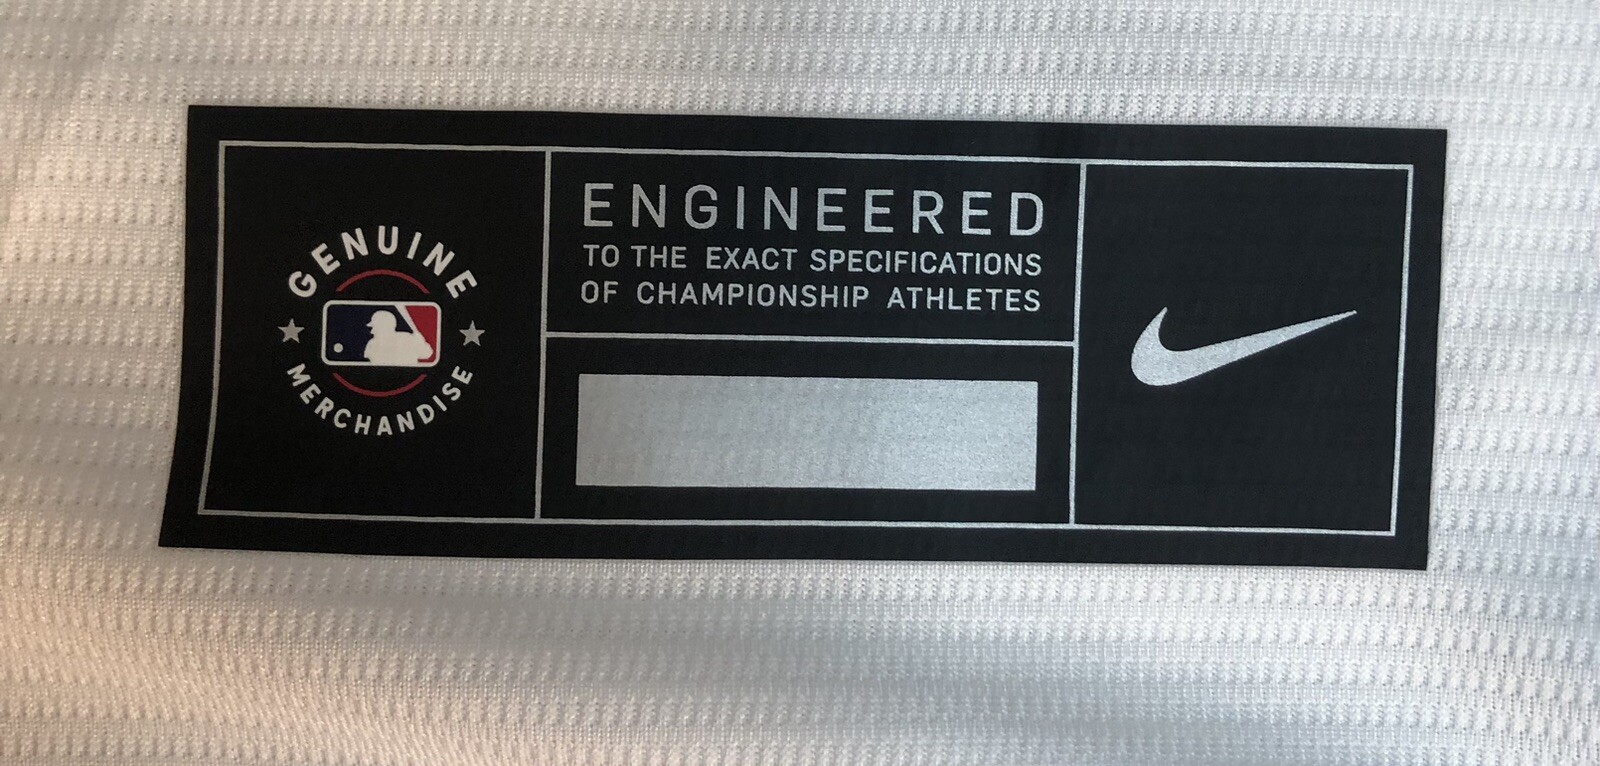 GENUINE
MERCHANDISE
ENGINEERED
TO THE EXACT SPECIFICATIONS
OF CHAMPIONSHIP ATHLETES